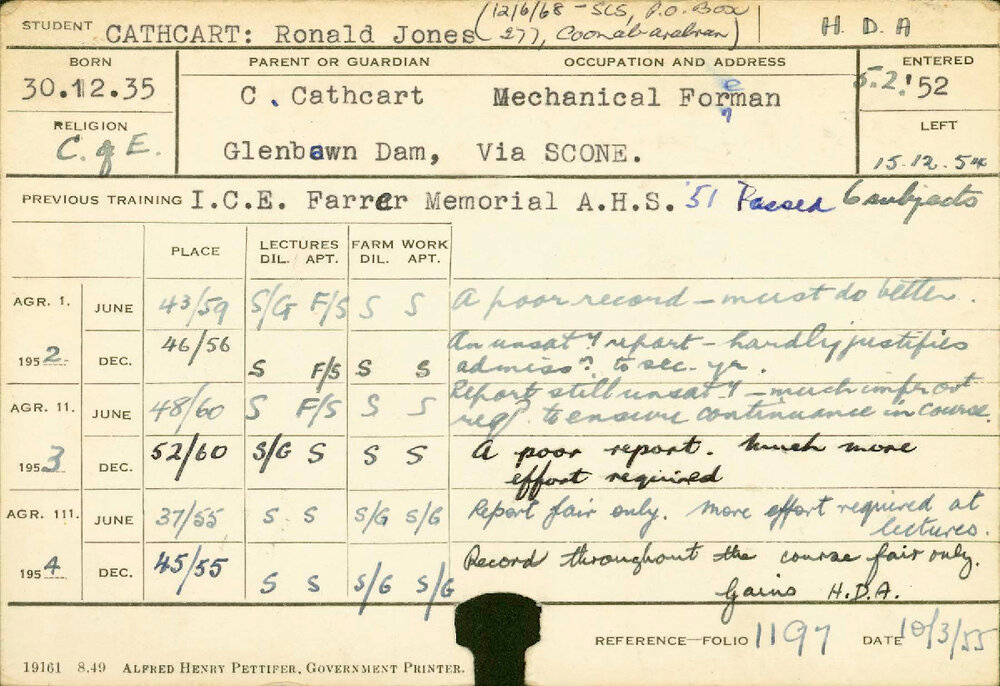 STUDENT CATHCART: Ronald Jones (12/6/68 - SCS, P.O. Box 277, Coonabarabran) H. D. A
BORN PARENT OR GUARDIAN OCCUPATION AND ADDRESS ENTERED
30.12.35 C. Cathcart Mechanical Foreman 5.2.'52
RELIGION LEFT
C. of E. Glenbawn Dam, Via SCONE. 15.12.54
PREVIOUS TRAINING I.C.E. Farrer Memorial A.H.S. '51 Passed 6 subjects
PLACE LECTURES FARM WORK
DIL. APT. DIL. APT.
AGR. 1. JUNE 43/59 S/G F/S S S A poor record - must do better.
1952 DEC. 46/56 S F/S S S An unsaty report - hardly justifies
admiss? to sec. yr.
AGR. 11. JUNE 48/60 S F/S S S Report still unsaty - much improvt
reqd. to ensure continuance in course.
1953 DEC. 52/60 S/G S S S A poor report. Much more
effort required
AGR. 111. JUNE 37/55 S S S/G S/G Report fair only. More effort required at
lectures.
1954 DEC. 45/55 S S S/G S/G Record throughout the course fair only.
Gains H.D.A.
REFERENCE-FOLIO 1197 DATE 10/3/55
19161 8.49 ALFRED HENRY PETTIFER, GOVERNMENT PRINTER.